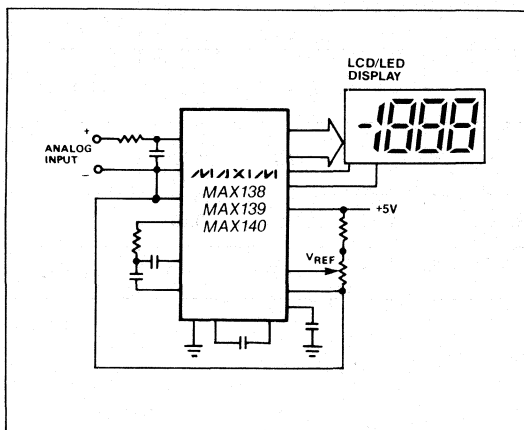 LCD/LED
DISPLAY
-1888
+
ANALOG
INPUT
–
MAXIM
MAX138
MAX139
MAX140
+5V
VREF